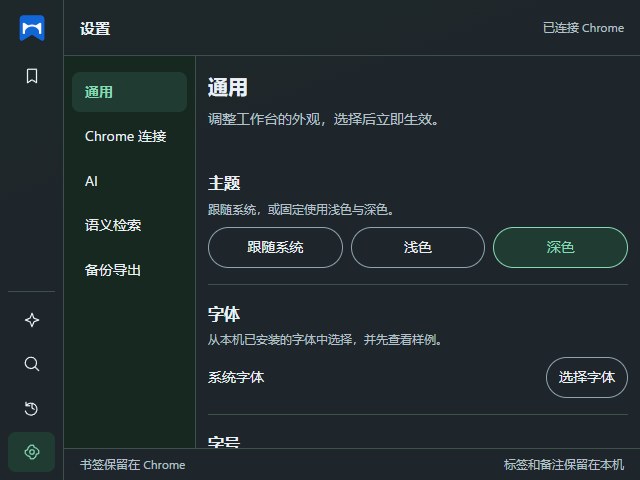 设置
已连接 Chrome
通用
Chrome 连接
AI
语义检索
备份导出
通用
调整工作台的外观，选择后立即生效。
主题
跟随系统，或固定使用浅色与深色。
跟随系统
浅色
深色
字体
从本机已安装的字体中选择，并先查看样例。
系统字体
选择字体
字号
书签保留在 Chrome
标签和备注保留在本机